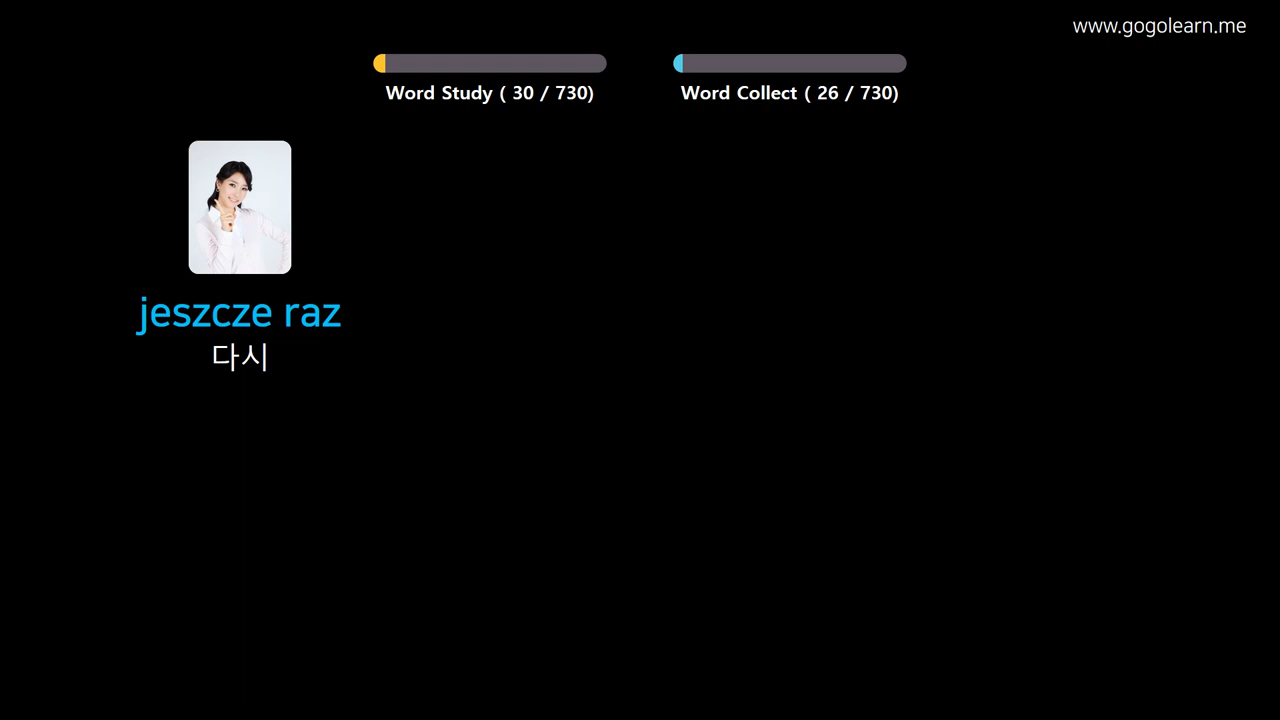 www.gogolearn.me
Word Study ( 30 / 730)
Word Collect ( 26 / 730)
jeszcze raz
다시